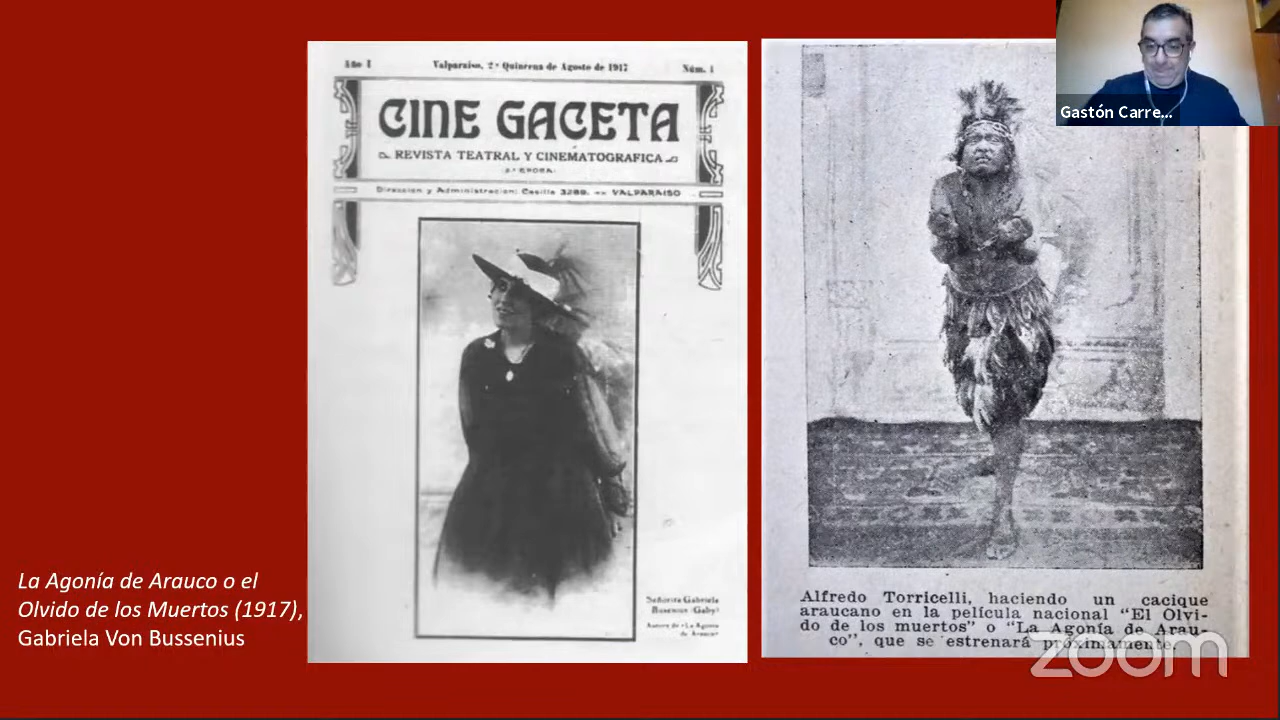 Año I
Valparaíso, 2ª Quincena de Agosto de 1917
Núm. 1
CINE GACETA
REVISTA TEATRAL Y CINEMATOGRAFICA
Dirección y Administracion: Casilla 3289. — VALPARAISO
Señorita Gabriela
Busenius (Gaby)
Autora de «La Agonía
de Arauco»
Gastón Carre...
Alfredo Torricelli, haciendo un cacique
araucano en la película nacional "El Olvi-
do de los muertos" o "La Agonía de Arau-
co", que se estrenará próximamente.
La Agonía de Arauco o el
Olvido de los Muertos (1917),
Gabriela Von Bussenius
zoom